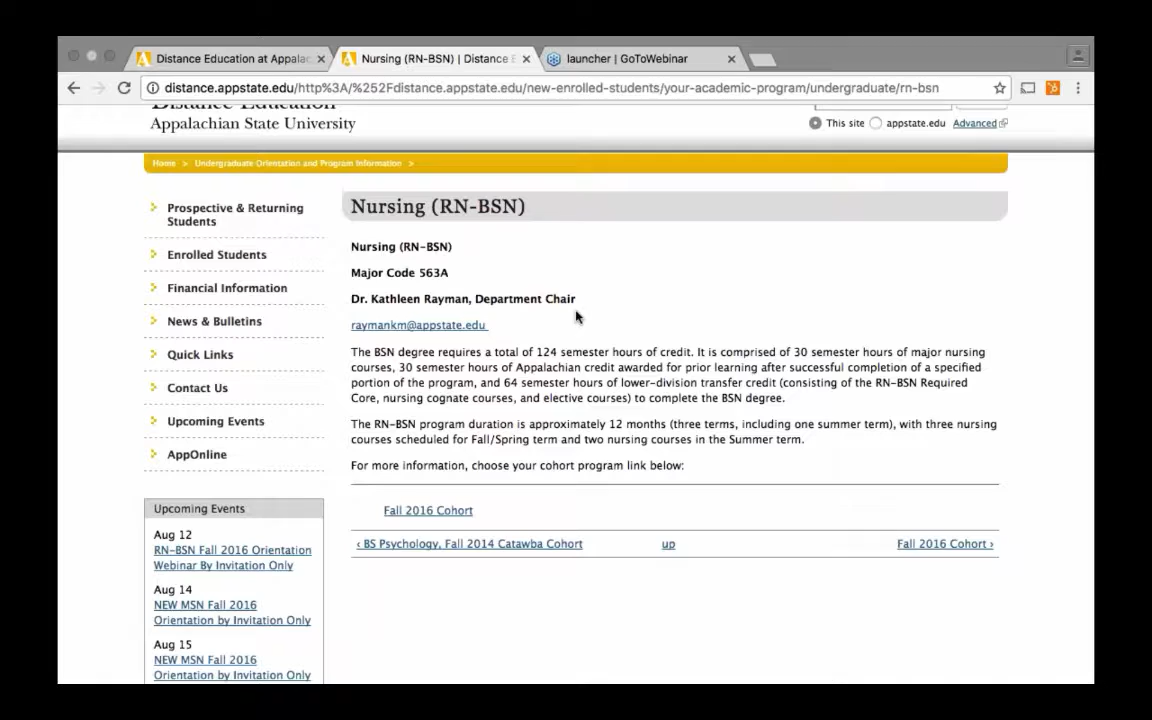 Distance Education at Appalac
Nursing (RN-BSN) | Distance E
launcher | GoToWebinar
distance.appstate.edu/http%3A/%252Fdistance.appstate.edu/new-enrolled-students/your-academic-program/undergraduate/rn-bsn
Distance Education
Appalachian State University
This site appstate.edu Advanced
Home > Undergraduate Orientation and Program Information >
Prospective & Returning
Students
Enrolled Students
Financial Information
News & Bulletins
Quick Links
Contact Us
Upcoming Events
AppOnline
Upcoming Events
Aug 12
RN-BSN Fall 2016 Orientation
Webinar By Invitation Only
Aug 14
NEW MSN Fall 2016
Orientation by Invitation Only
Aug 15
NEW MSN Fall 2016
Orientation by Invitation Only
Nursing (RN-BSN)
Nursing (RN-BSN)
Major Code 563A
Dr. Kathleen Rayman, Department Chair
raymankm@appstate.edu
The BSN degree requires a total of 124 semester hours of credit. It is comprised of 30 semester hours of major nursing
courses, 30 semester hours of Appalachian credit awarded for prior learning after successful completion of a specified
portion of the program, and 64 semester hours of lower-division transfer credit (consisting of the RN-BSN Required
Core, nursing cognate courses, and elective courses) to complete the BSN degree.
The RN-BSN program duration is approximately 12 months (three terms, including one summer term), with three nursing
courses scheduled for Fall/Spring term and two nursing courses in the Summer term.
For more information, choose your cohort program link below:
Fall 2016 Cohort
‹ BS Psychology, Fall 2014 Catawba Cohort up Fall 2016 Cohort ›